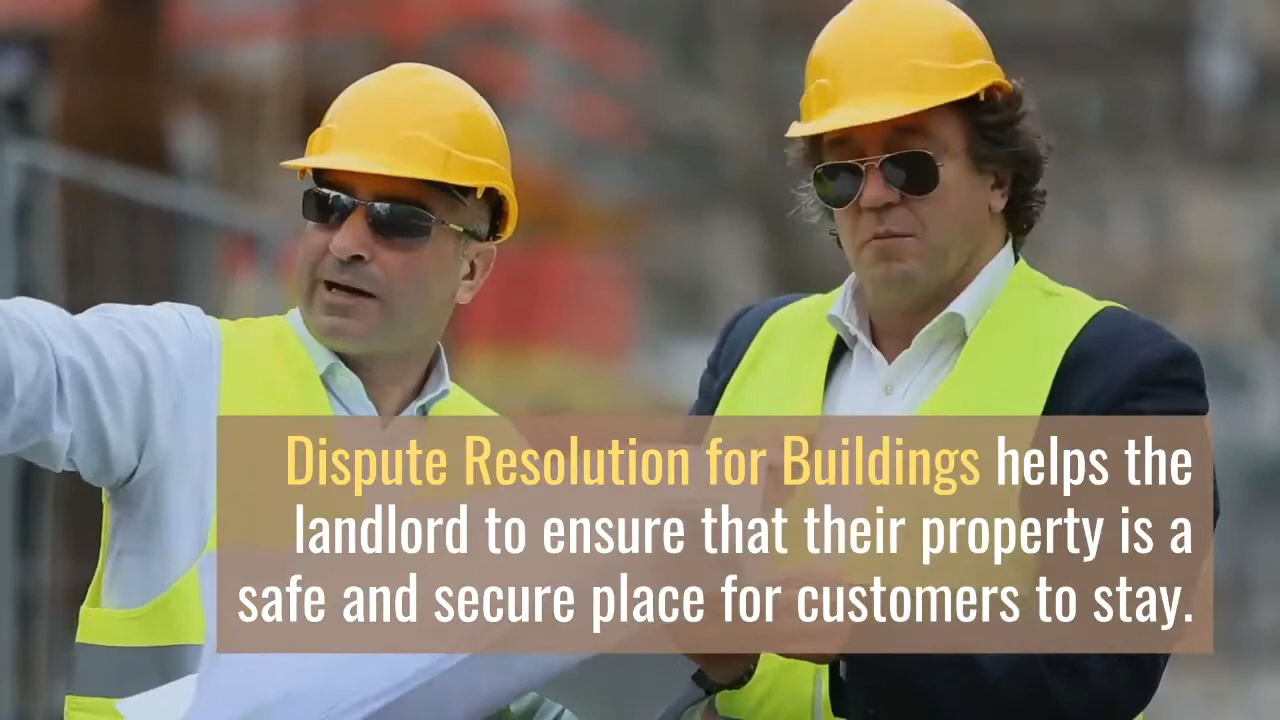 Dispute Resolution for Buildings helps the
landlord to ensure that their property is a
safe and secure place for customers to stay.